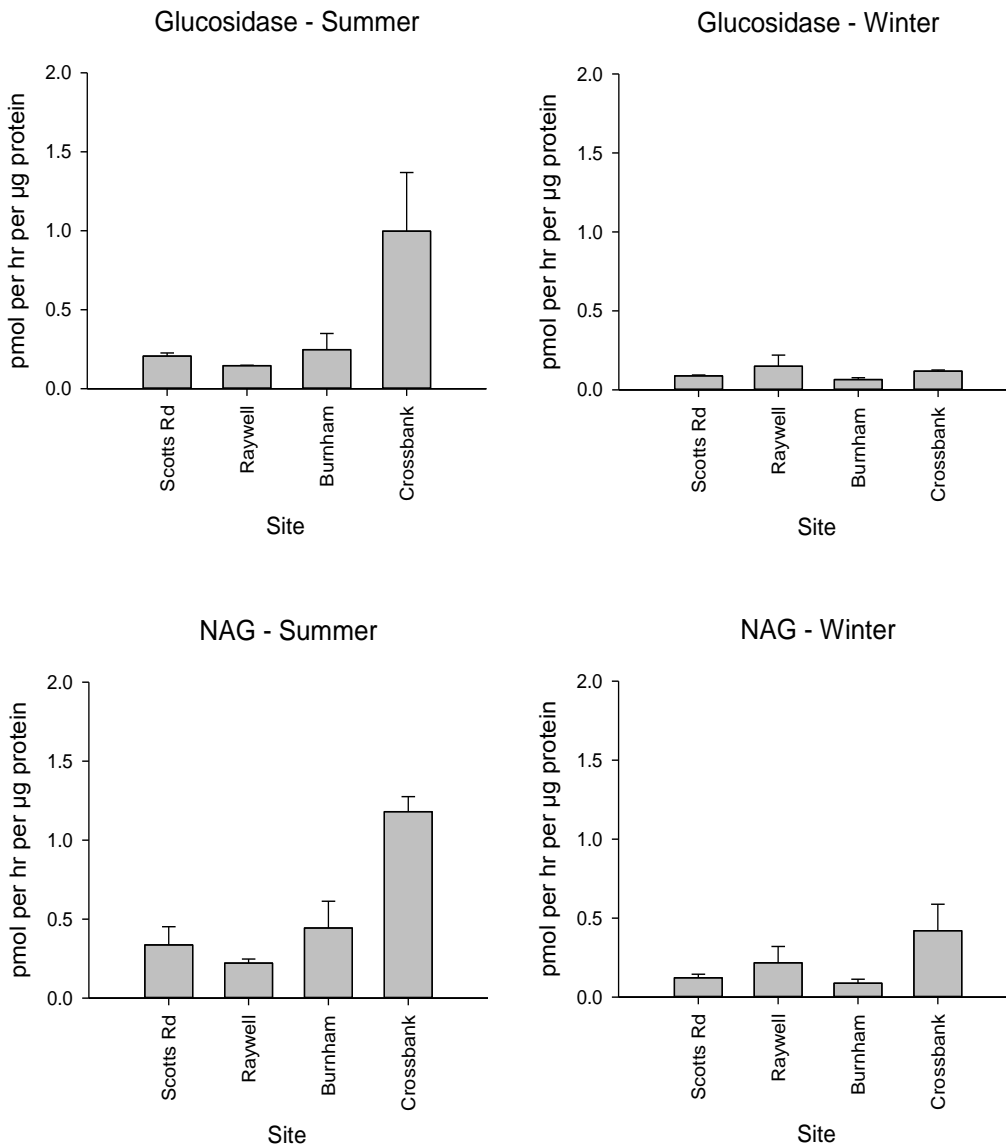 Glucosidase - Summer
pmol per hr per µg protein
2.0
1.5
1.0
0.5
0.0
Scotts Rd
Raywell
Burnham
Crossbank
Site
Glucosidase - Winter
pmol per hr per µg protein
2.0
1.5
1.0
0.5
0.0
Scotts Rd
Raywell
Burnham
Crossbank
Site
NAG - Summer
pmol per hr per µg protein
2.0
1.5
1.0
0.5
0.0
Scotts Rd
Raywell
Burnham
Crossbank
Site
NAG - Winter
pmol per hr per µg protein
2.0
1.5
1.0
0.5
0.0
Scotts Rd
Raywell
Burnham
Crossbank
Site